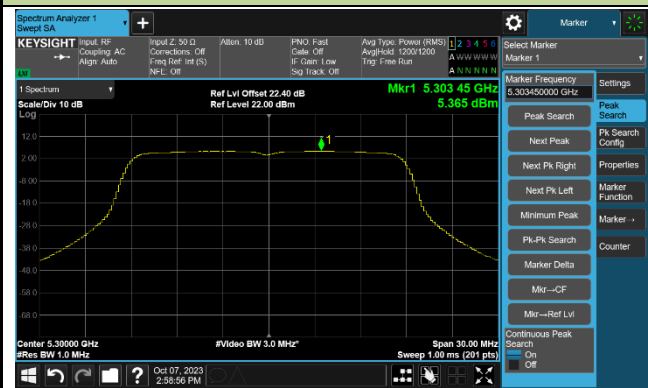 Spectrum Analyzer 1
Swept SA
Marker
KEYSIGHT
Input: RF
Coupling: AC
Align: Auto
Input Z: 50 Ω
Corrections: Off
Freq Ref: Int (S)
NFE: Off
Atten: 10 dB
PNO: Fast
Gate: Off
IF Gain: Low
Sig Track: Off
Avg Type: Power (RMS)
Avg|Hold: 1200/1200
Trig: Free Run
1 2 3 4 5 6
A W W W W W
A N N N N N
LXI
Select Marker
Marker 1
1 Spectrum
Scale/Div 10 dB
Log
Ref Lvl Offset 22.40 dB
Ref Level 22.00 dBm
Mkr1 5.303 45 GHz
5.365 dBm
12.0
2.00
-8.00
-18.0
-28.0
-38.0
-48.0
-58.0
-68.0
1
Center 5.30000 GHz
#Res BW 1.0 MHz
#Video BW 3.0 MHz*
Span 30.00 MHz
Sweep 1.00 ms (201 pts)
Marker Frequency
5.303450000 GHz
Peak Search
Next Peak
Next Pk Right
Next Pk Left
Minimum Peak
Pk-Pk Search
Marker Delta
Mkr→CF
Mkr→Ref Lvl
Continuous Peak
Search
On
Off
Settings
Peak
Search
Pk Search
Config
Properties
Marker
Function
Marker→
Counter
?
Oct 07, 2023
2:58:56 PM